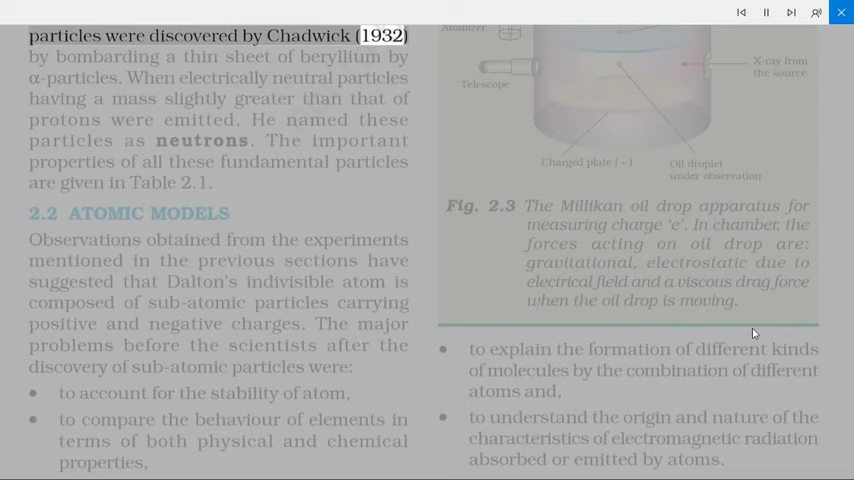 particles were discovered by Chadwick (1932)
by bombarding a thin sheet of beryllium by
α-particles. When electrically neutral particles
having a mass slightly greater than that of
protons were emitted. He named these
particles as neutrons. The important
properties of all these fundamental particles
are given in Table 2.1.
2.2 ATOMIC MODELS
Observations obtained from the experiments
mentioned in the previous sections have
suggested that Dalton's indivisible atom is
composed of sub-atomic particles carrying
positive and negative charges. The major
problems before the scientists after the
discovery of sub-atomic particles were:
• to account for the stability of atom,
• to compare the behaviour of elements in
terms of both physical and chemical
properties,
Atomizer
Telescope
X-ray from
the source
Charged plate (−)
Oil droplet
under observation
Fig. 2.3 The Millikan oil drop apparatus for
measuring charge 'e'. In chamber, the
forces acting on oil drop are:
gravitational, electrostatic due to
electrical field and a viscous drag force
when the oil drop is moving.
• to explain the formation of different kinds
of molecules by the combination of different
atoms and,
• to understand the origin and nature of the
characteristics of electromagnetic radiation
absorbed or emitted by atoms.